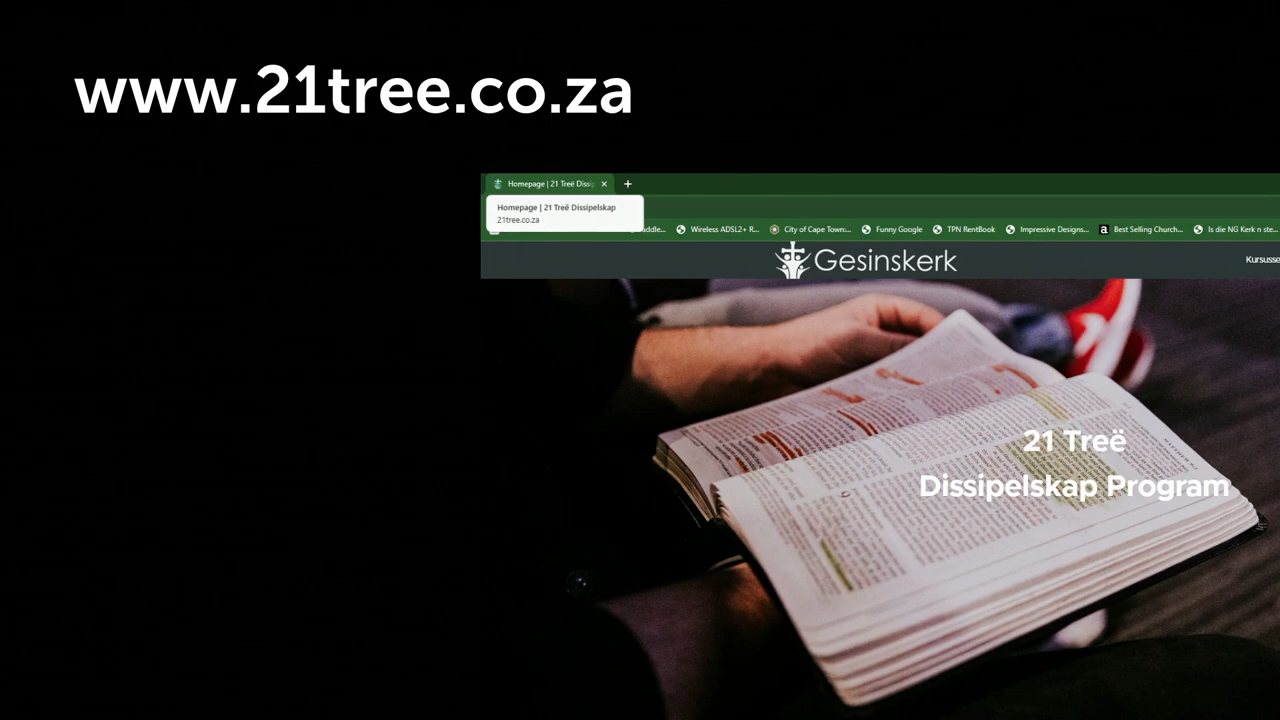 www.21tree.co.za
Homepage | 21 Treë Dissip
Homepage | 21 Treë Dissipelskap
21tree.co.za
Wireless ADSL2+ R... City of Cape Town:... Funny Google TPN RentBook Impressive Designs... Best Selling Church... Is die NG Kerk n ste...
Gesinskerk
Kursusse
21 Treë
Dissipelskap Program